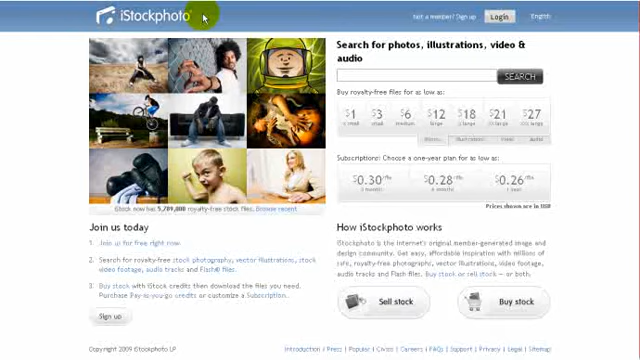 iStockphoto
Not a member? Sign up
Login
English
Search for photos, illustrations, video &
audio
SEARCH
Buy royalty-free files for as low as:
$1 $3 $6 $12 $18 $21 $27
Subscriptions: Choose a one-year plan for as low as:
$0.30 $0.28 $0.26
Prices shown are in USD
iStock now has 5,789,000 royalty-free stock files. Browse recent
Join us today
1. Join us for free right now.
2. Search for royalty-free stock photography, vector illustrations, stock
video footage, audio tracks and Flash® files.
3. Buy stock with iStock credits then download the files you need.
Purchase Pay-as-you-go credits or customize a Subscription.
Sign up
How iStockphoto works
iStockphoto is the internet's original member-generated image and
design community. Get easy, affordable inspiration with millions of
safe, royalty-free photographs, vector illustrations, video footage,
audio tracks and Flash files. Buy stock or sell stock — or both.
Sell stock
Buy stock
Copyright 2009 iStockphoto LP
Introduction | Press | Popular | Civics | Careers | FAQs | Support | Privacy | Legal | Sitemap